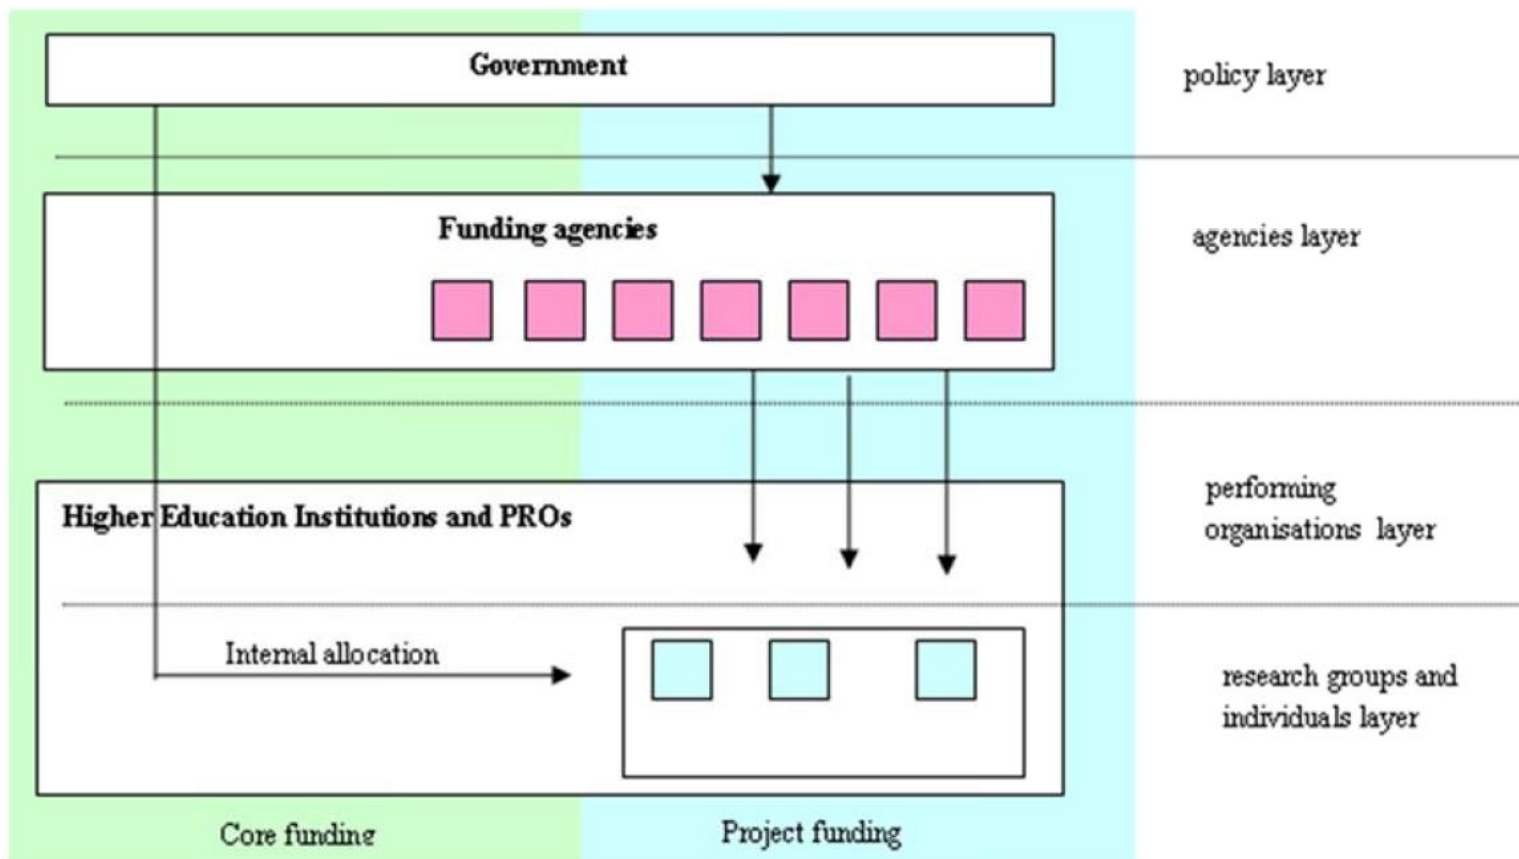 Government
policy layer
Funding agencies
agencies layer
Higher Education Institutions and PROs
performing
organisations layer
Internal allocation
research groups and
individuals layer
Core funding
Project funding